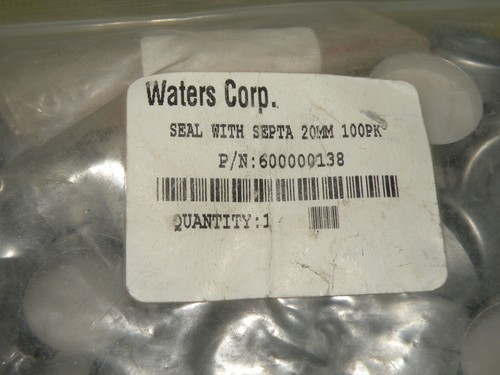 Waters Corp.
SEAL WITH SEPTA 20MM 100PK
P/N:600000138
QUANTITY:1